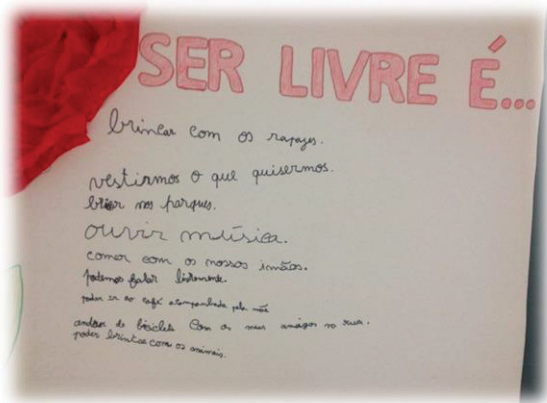 SER LIVRE É...
brincar com os rapazes.
vestirmos o que quisermos.
nos parques.
ouvir música.
comer com os nossos irmãos.
podermos falar livremente.
poder ir ao café acompanhada pela mãe
andar de bicicleta com os meus amigos na rua.
poder brincar com os animais.